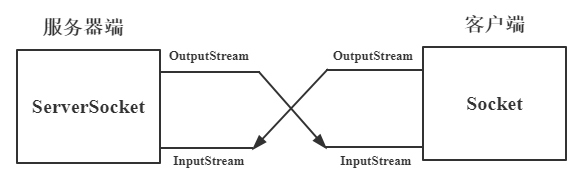 服务器端
客户端
OutputStream
OutputStream
ServerSocket
Socket
InputStream
InputStream